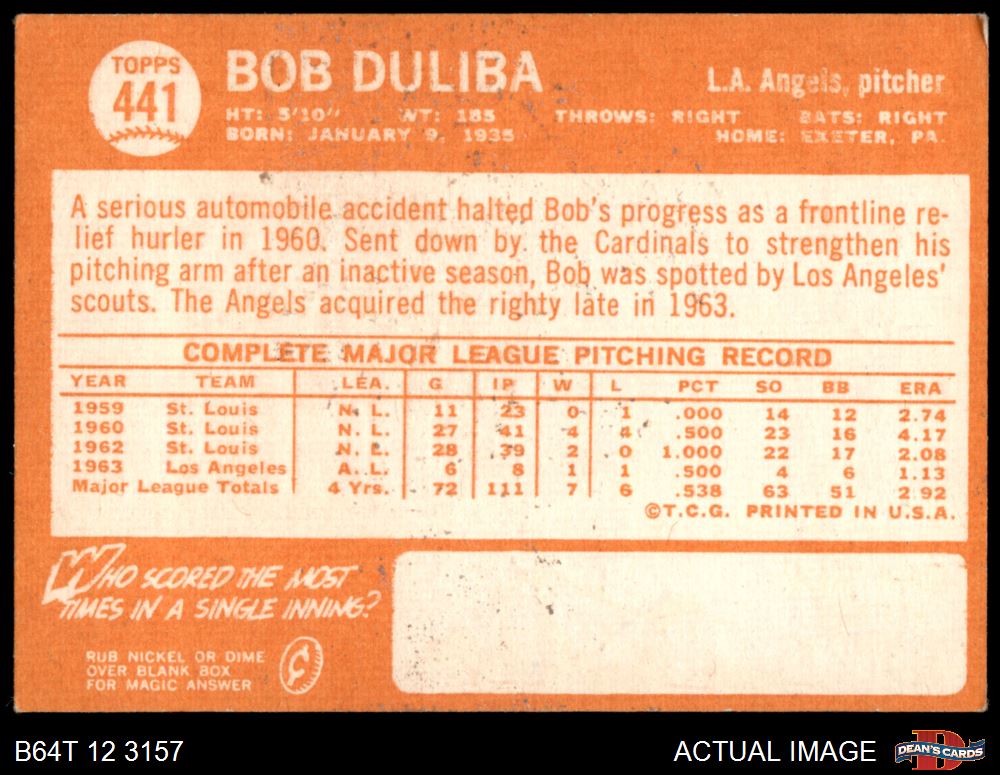 TOPPS
441
BOB DULIBA
L.A. Angels, pitcher
HT: 5'10" WT: 185 THROWS: RIGHT BATS: RIGHT
BORN: JANUARY 9, 1935 HOME: EXETER, PA.
A serious automobile accident halted Bob's progress as a frontline re-
lief hurler in 1960. Sent down by the Cardinals to strengthen his
pitching arm after an inactive season, Bob was spotted by Los Angeles'
scouts. The Angels acquired the righty late in 1963.
COMPLETE MAJOR LEAGUE PITCHING RECORD
YEAR TEAM LEA. G IP W L PCT SO BB ERA
1959 St. Louis N. L. 11 23 0 1 .000 14 12 2.74
1960 St. Louis N. L. 27 41 4 4 .500 23 16 4.17
1962 St. Louis N. L. 28 39 2 0 1.000 22 17 2.08
1963 Los Angeles A. L. 6 8 1 1 .500 4 6 1.13
Major League Totals 4 Yrs. 72 111 7 6 .538 63 51 2.92
©T.C.G. PRINTED IN U.S.A.
WHO SCORED THE MOST
TIMES IN A SINGLE INNING?
RUB NICKEL OR DIME
OVER BLANK BOX
FOR MAGIC ANSWER
¢
B64T 12 3157
ACTUAL IMAGE
DEAN'S CARDS